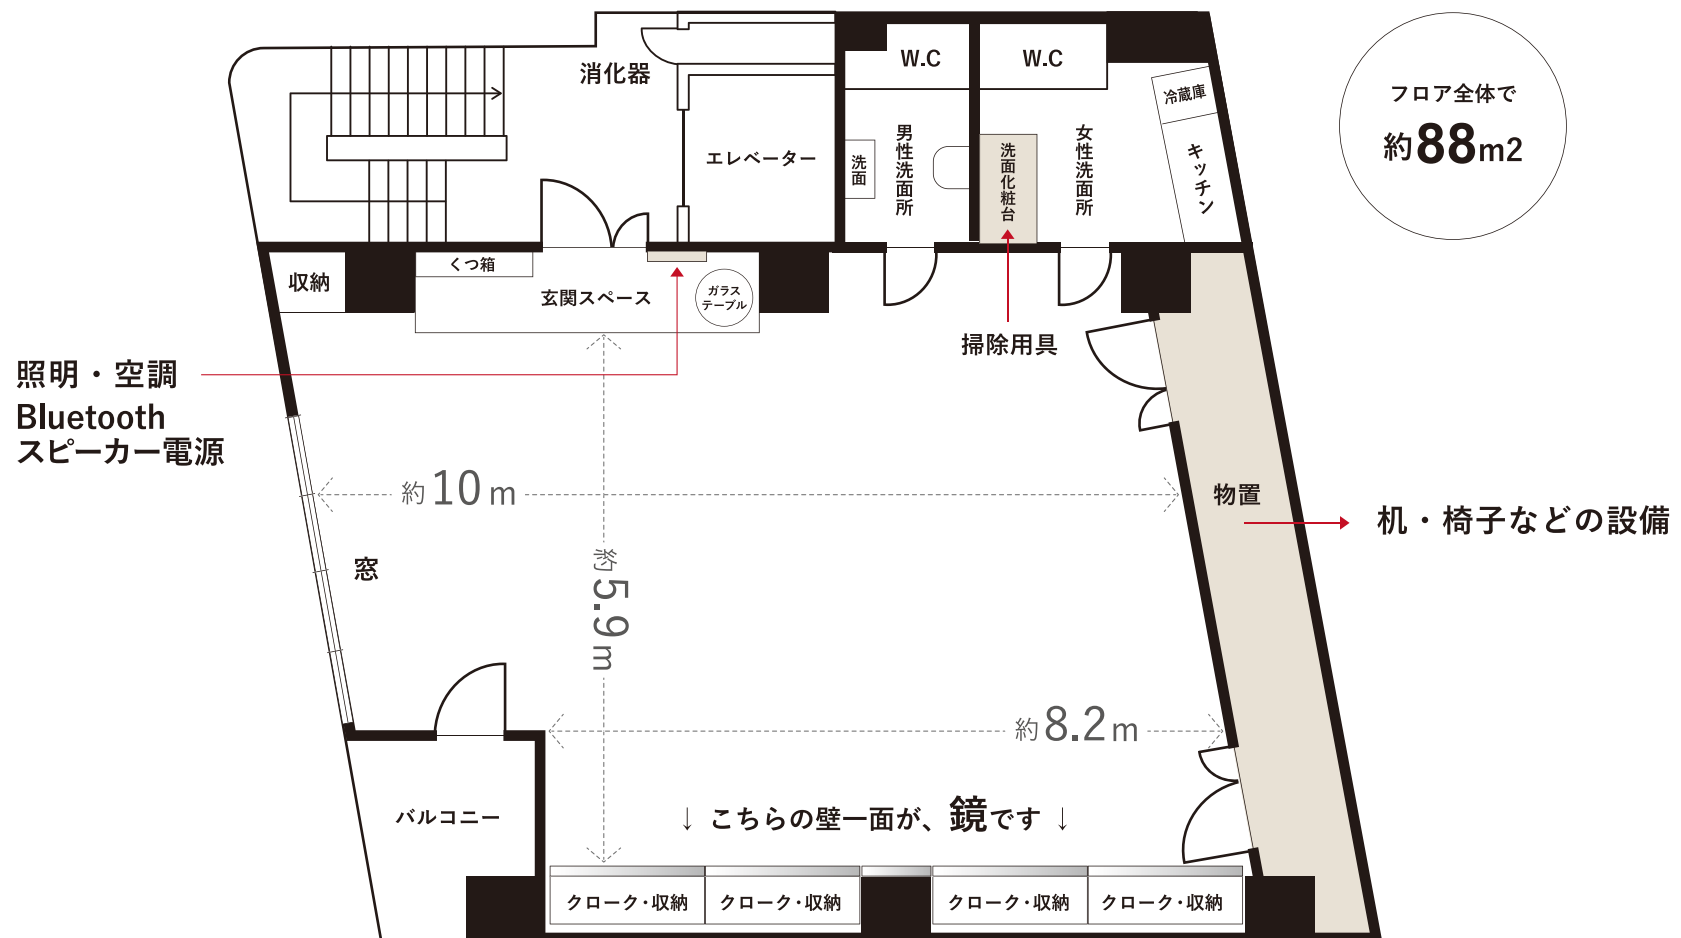 消化器
W.C
W.C
冷蔵庫
キッチン
フロア全体で
約88m2
エレベーター
洗面
男性洗面所
洗面化粧台
女性洗面所
収納
くつ箱
玄関スペース
ガラス
テーブル
掃除用具
照明・空調
Bluetooth
スピーカー電源
約10m
物置
机・椅子などの設備
窓
約5.9m
約8.2m
バルコニー
↓ こちらの壁一面が、鏡です ↓
クローク・収納
クローク・収納
クローク・収納
クローク・収納